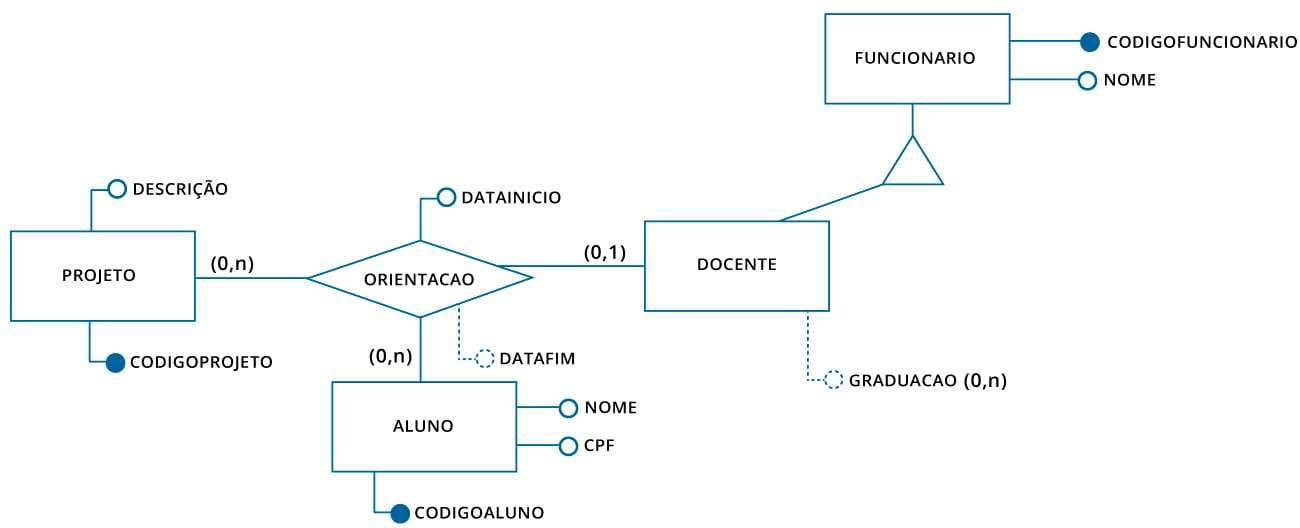 FUNCIONARIO
CODIGOFUNCIONARIO
NOME
DESCRIÇÃO
DATAINICIO
PROJETO
(0,n)
ORIENTACAO
(0,1)
DOCENTE
CODIGOPROJETO
(0,n)
DATAFIM
GRADUACAO (0,n)
ALUNO
NOME
CPF
CODIGOALUNO